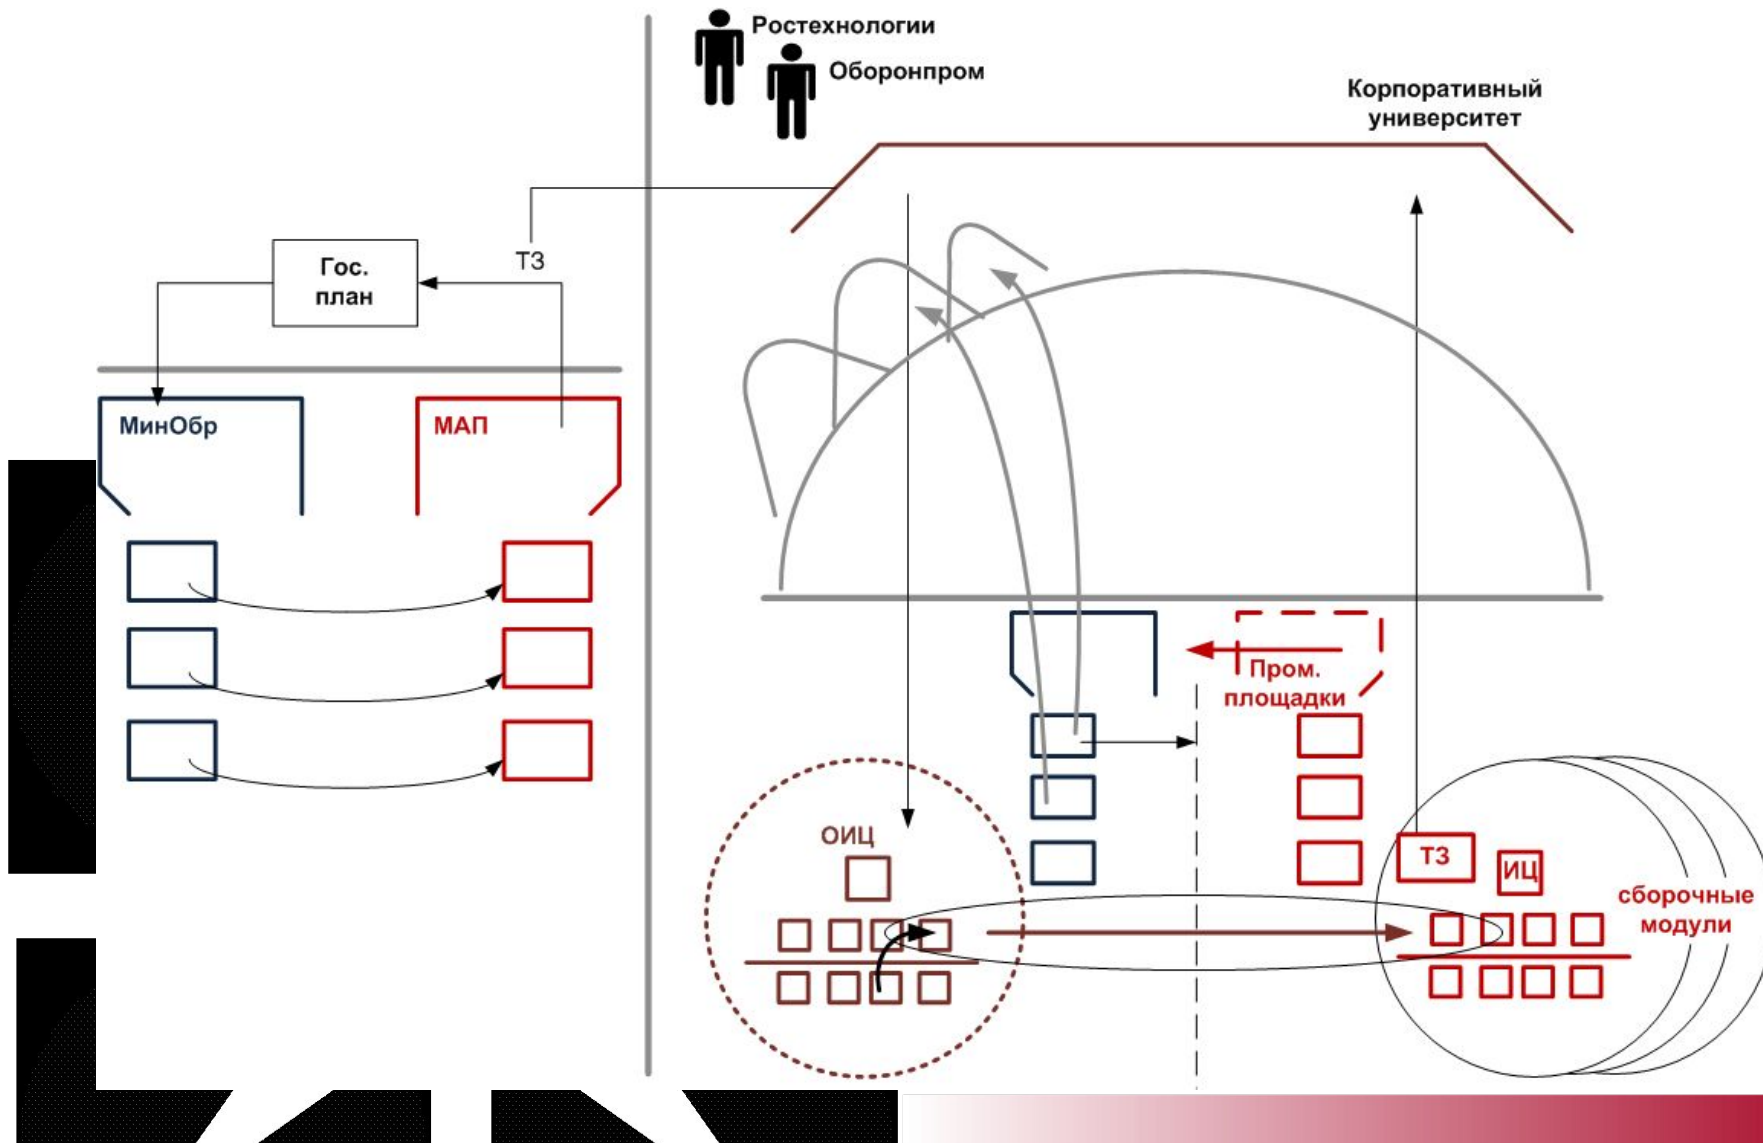 Ростехнологии
Оборонпром
Корпоративный
университет
ТЗ
Гос.
план
МинОбр
МАП
Пром.
площадки
ОИЦ
ТЗ
ИЦ
сборочные
модули